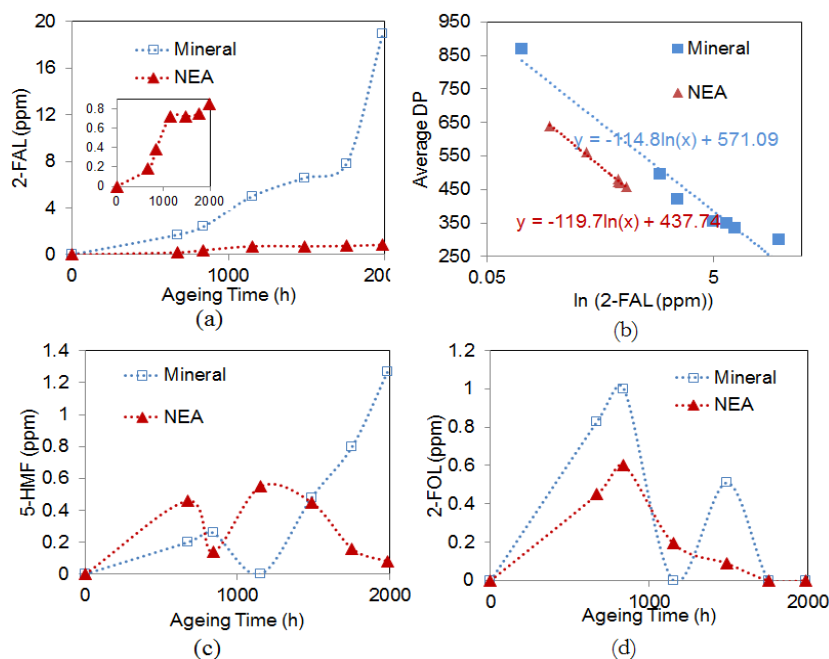 20
16
12
8
4
0
2-FAL (ppm)
Mineral
NEA
0.8
0.6
0.4
0.2
0
0 1000 2000
0 1000 200
Ageing Time (h)
(a)
950
850
750
650
550
450
350
250
Average DP
Mineral
NEA
y = -114.8ln(x) + 571.09
y = -119.7ln(x) + 437.74
0.05 5
ln (2-FAL (ppm))
(b)
1.4
1.2
1
0.8
0.6
0.4
0.2
0
5-HMF (ppm)
Mineral
NEA
0 1000 2000
Ageing Time (h)
(c)
1.2
1
0.8
0.6
0.4
0.2
0
2-FOL (ppm)
Mineral
NEA
0 1000 2000
Ageing Time (h)
(d)